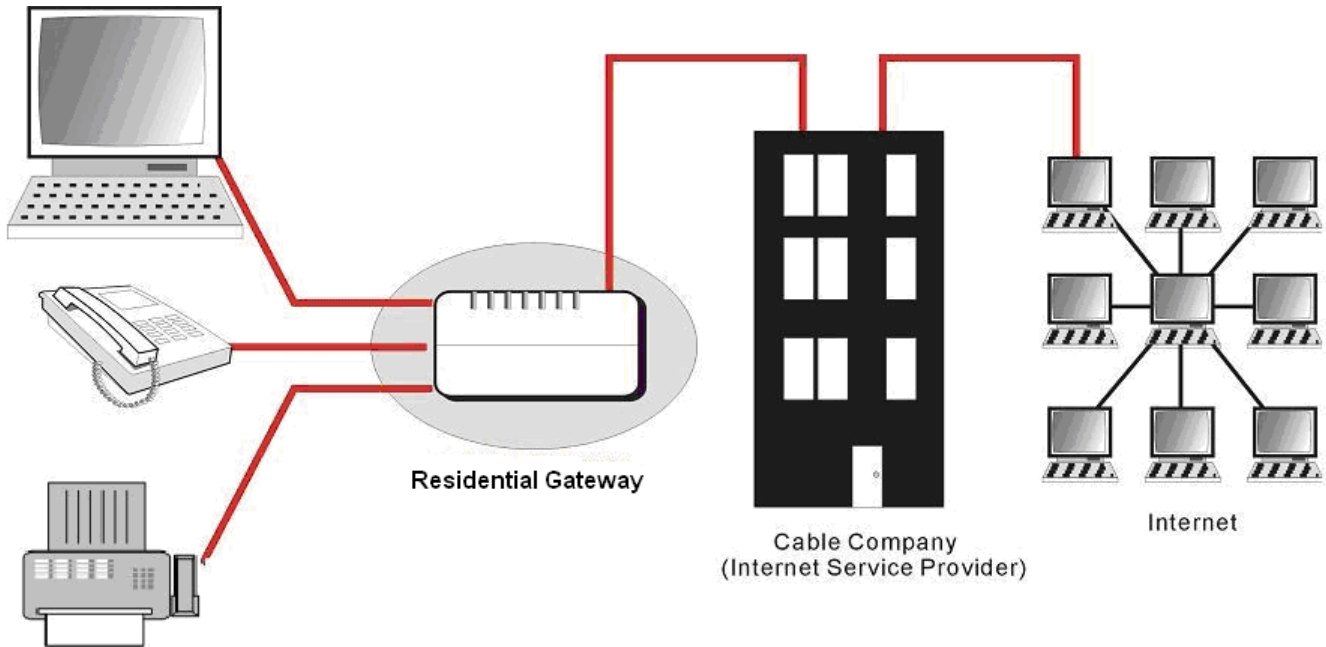 Residential Gateway
Cable Company
(Internet Service Provider)
Internet